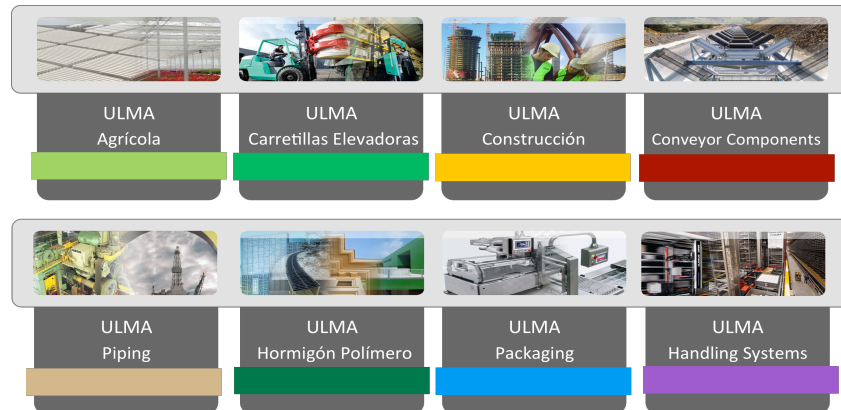 ULMA
Agrícola
ULMA
Carretillas Elevadoras
ULMA
Construcción
ULMA
Conveyor Components
ULMA
Piping
ULMA
Hormigón Polímero
ULMA
Packaging
ULMA
Handling Systems